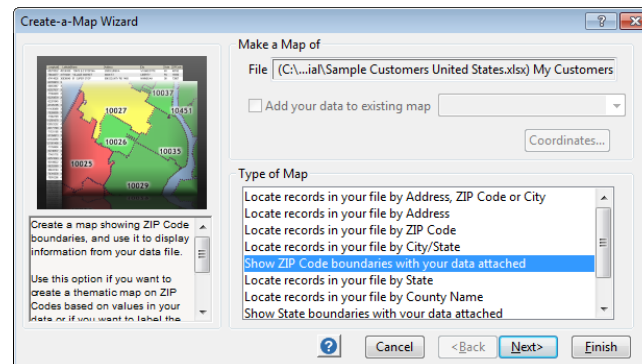 Create-a-Map Wizard
Make a Map of
File (C:\...ial\Sample Customers United States.xlsx) My Customers
Add your data to existing map
Coordinates...
10037
10027
10451
10026
10025
10035
10029
Type of Map
Locate records in your file by Address, ZIP Code or City
Locate records in your file by Address
Locate records in your file by ZIP Code
Locate records in your file by City/State
Show ZIP Code boundaries with your data attached
Locate records in your file by State
Locate records in your file by County Name
Show State boundaries with your data attached
Create a map showing ZIP Code
boundaries, and use it to display
information from your data file.
Use this option if you want to
create a thematic map on ZIP
Codes based on values in your
data or if you want to label the
? Cancel <Back Next> Finish